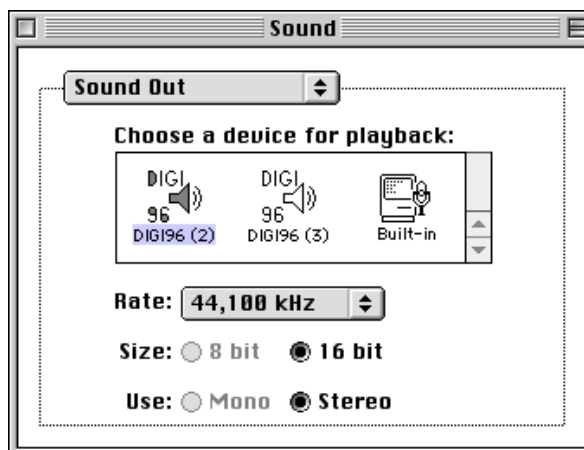 Sound
Sound Out
Choose a device for playback:
DIGI 96 DIGI 96
DIGI96 (2) DIGI96 (3) Built-in
Rate: 44,100 kHz
Size: 8 bit 16 bit
Use: Mono Stereo